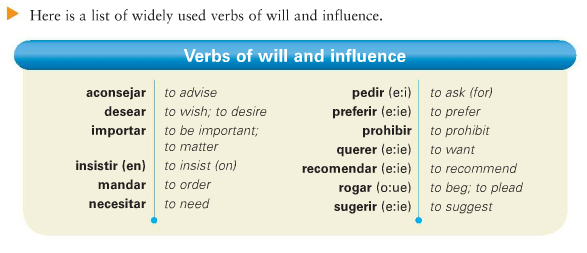 Here is a list of widely used verbs of will and influence.
Verbs of will and influence
aconsejar to advise
desear to wish; to desire
importar to be important;
to matter
insistir (en) to insist (on)
mandar to order
necesitar to need
pedir (e:i) to ask (for)
preferir (e:ie) to prefer
prohibir to prohibit
querer (e:ie) to want
recomendar (e:ie) to recommend
rogar (o:ue) to beg; to plead
sugerir (e:ie) to suggest